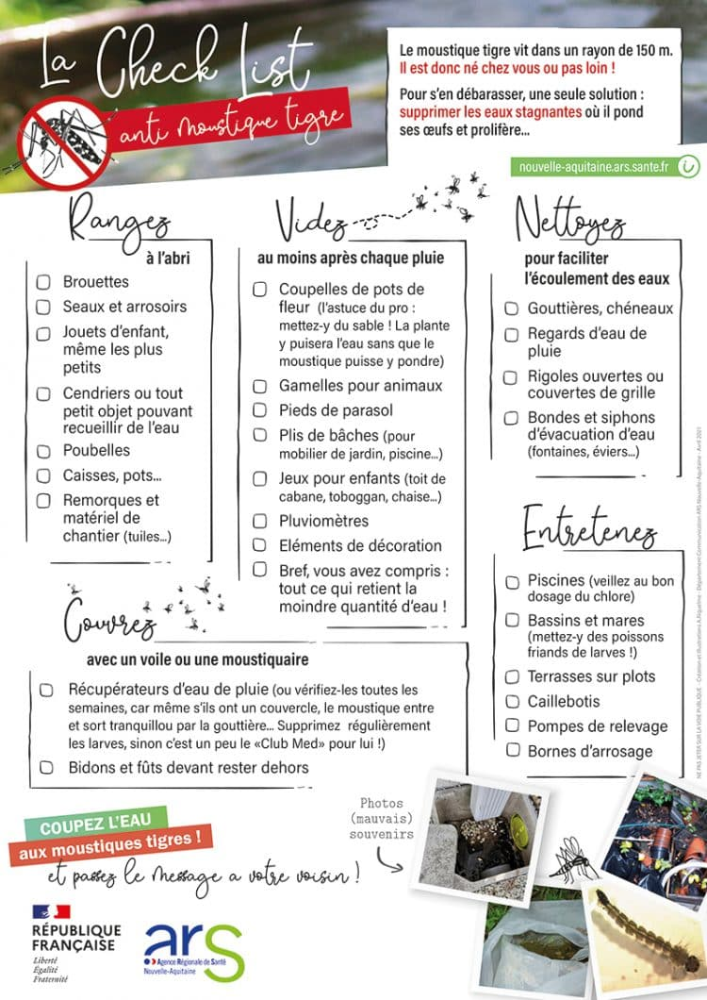 La Check List
anti moustique tigre
Le moustique tigre vit dans un rayon de 150 m.
Il est donc né chez vous ou pas loin !
Pour s'en débarasser, une seule solution :
supprimer les eaux stagnantes où il pond
ses œufs et prolifère...
nouvelle-aquitaine.ars.sante.fr i
Rangez
à l'abri
Brouettes
Seaux et arrosoirs
Jouets d'enfant,
même les plus
petits
Cendriers ou tout
petit objet pouvant
recueillir de l'eau
Poubelles
Caisses, pots...
Remorques et
matériel de
chantier (tuiles...)
Videz
au moins après chaque pluie
Coupelles de pots de
fleur (l'astuce du pro :
mettez-y du sable ! La plante
y puisera l'eau sans que le
moustique puisse y pondre)
Gamelles pour animaux
Pieds de parasol
Plis de bâches (pour
mobilier de jardin, piscine...)
Jeux pour enfants (toit de
cabane, toboggan, chaise...)
Pluviomètres
Eléments de décoration
Bref, vous avez compris :
tout ce qui retient la
moindre quantité d'eau !
Nettoyez
pour faciliter
l'écoulement des eaux
Gouttières, chéneaux
Regards d'eau de
pluie
Rigoles ouvertes ou
couvertes de grille
Bondes et siphons
d'évacuation d'eau
(fontaines, éviers...)
Entretenez
Piscines (veillez au bon
dosage du chlore)
Bassins et mares
(mettez-y des poissons
friands de larves !)
Terrasses sur plots
Caillebotis
Pompes de relevage
Bornes d'arrosage
Couvrez
avec un voile ou une moustiquaire
Récupérateurs d'eau de pluie (ou vérifiez-les toutes les
semaines, car même s'ils ont un couvercle, le moustique entre
et sort tranquillou par la gouttière... Supprimez régulièrement
les larves, sinon c'est un peu le «Club Med» pour lui !)
Bidons et fûts devant rester dehors
Photos
(mauvais)
souvenirs
COUPEZ L'EAU
aux moustiques tigres !
et passez le message a votre voisin !
RÉPUBLIQUE
FRANÇAISE
Liberté
Égalité
Fraternité
ars
Agence Régionale de Santé
Nouvelle-Aquitaine
NE PAS JETER SUR LA VOIE PUBLIQUE - Création et illustrations A.Riguelme - Département Communication ARS Nouvelle-Aquitaine - Avril 2021